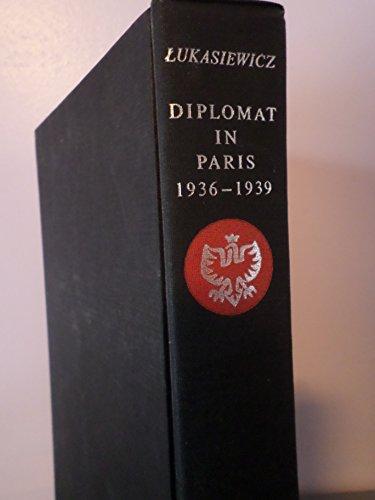 ŁUKASIEWICZ
DIPLOMAT
IN
PARIS
1936–1939